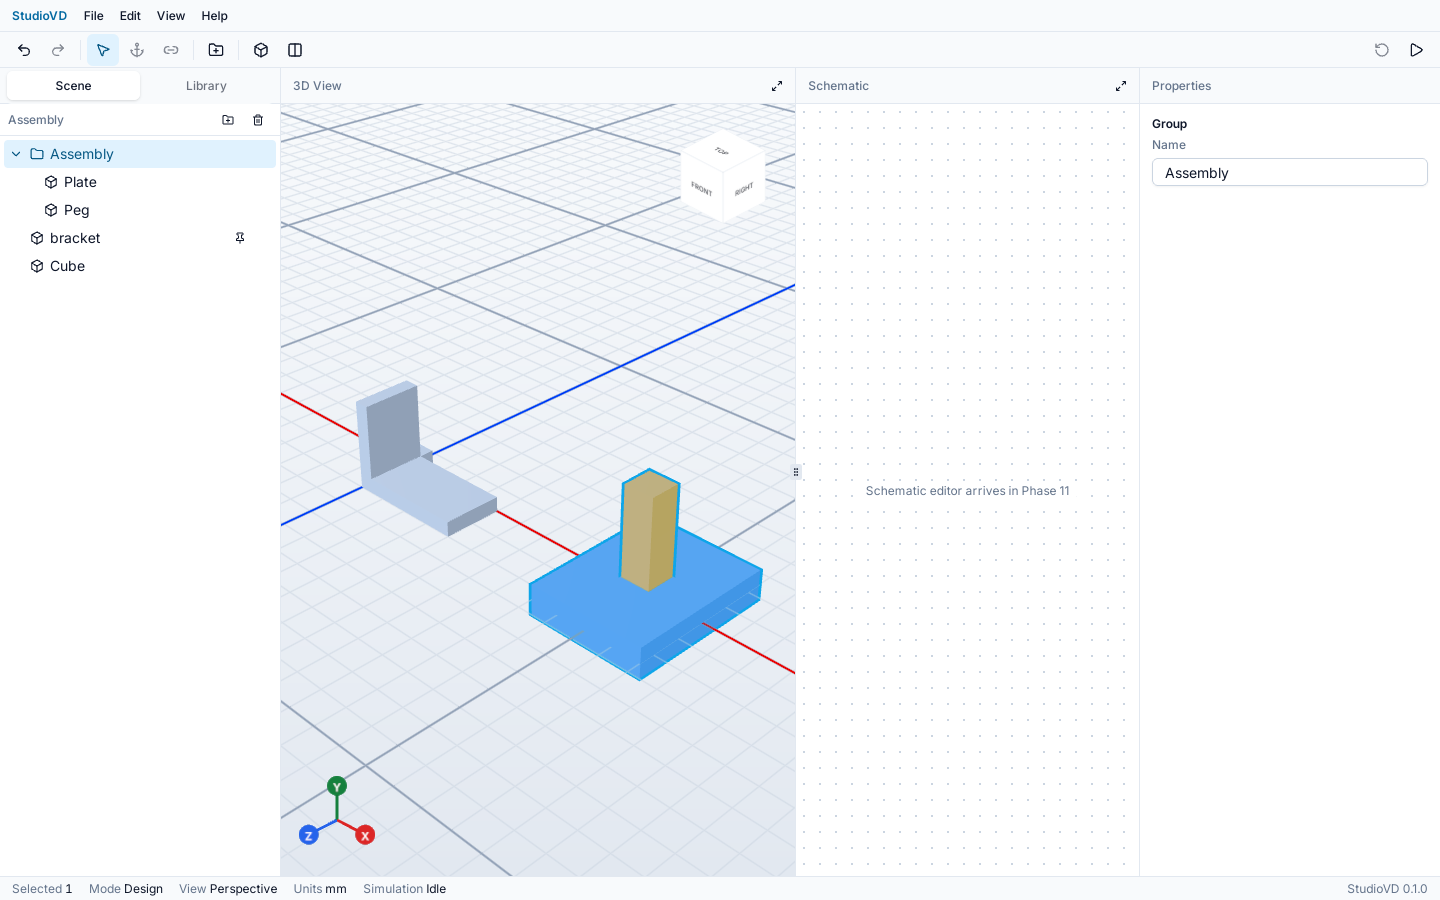 StudioVD File Edit View Help
Scene Library
3D View
Schematic
Properties
Assembly
Assembly
Plate
Peg
bracket
Cube
TOP
FRONT
RIGHT
Y
Z
X
Schematic editor arrives in Phase 11
Group
Name
Assembly
Selected 1 Mode Design View Perspective Units mm Simulation Idle
StudioVD 0.1.0